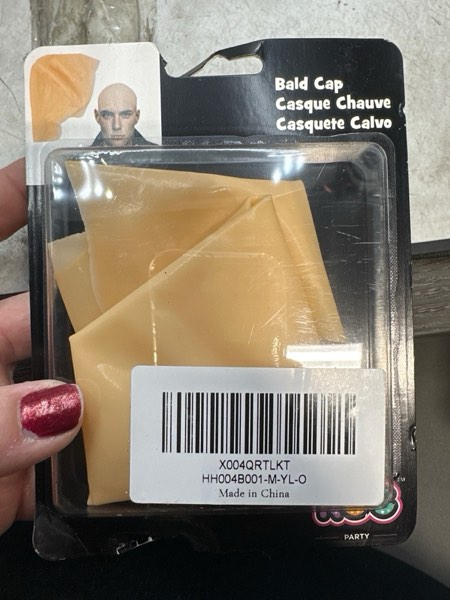 Bald Cap
Casque Chauve
Casquete Calvo
X004QRTLKT
HH004B001-M-YL-O
Made in China
PARTY